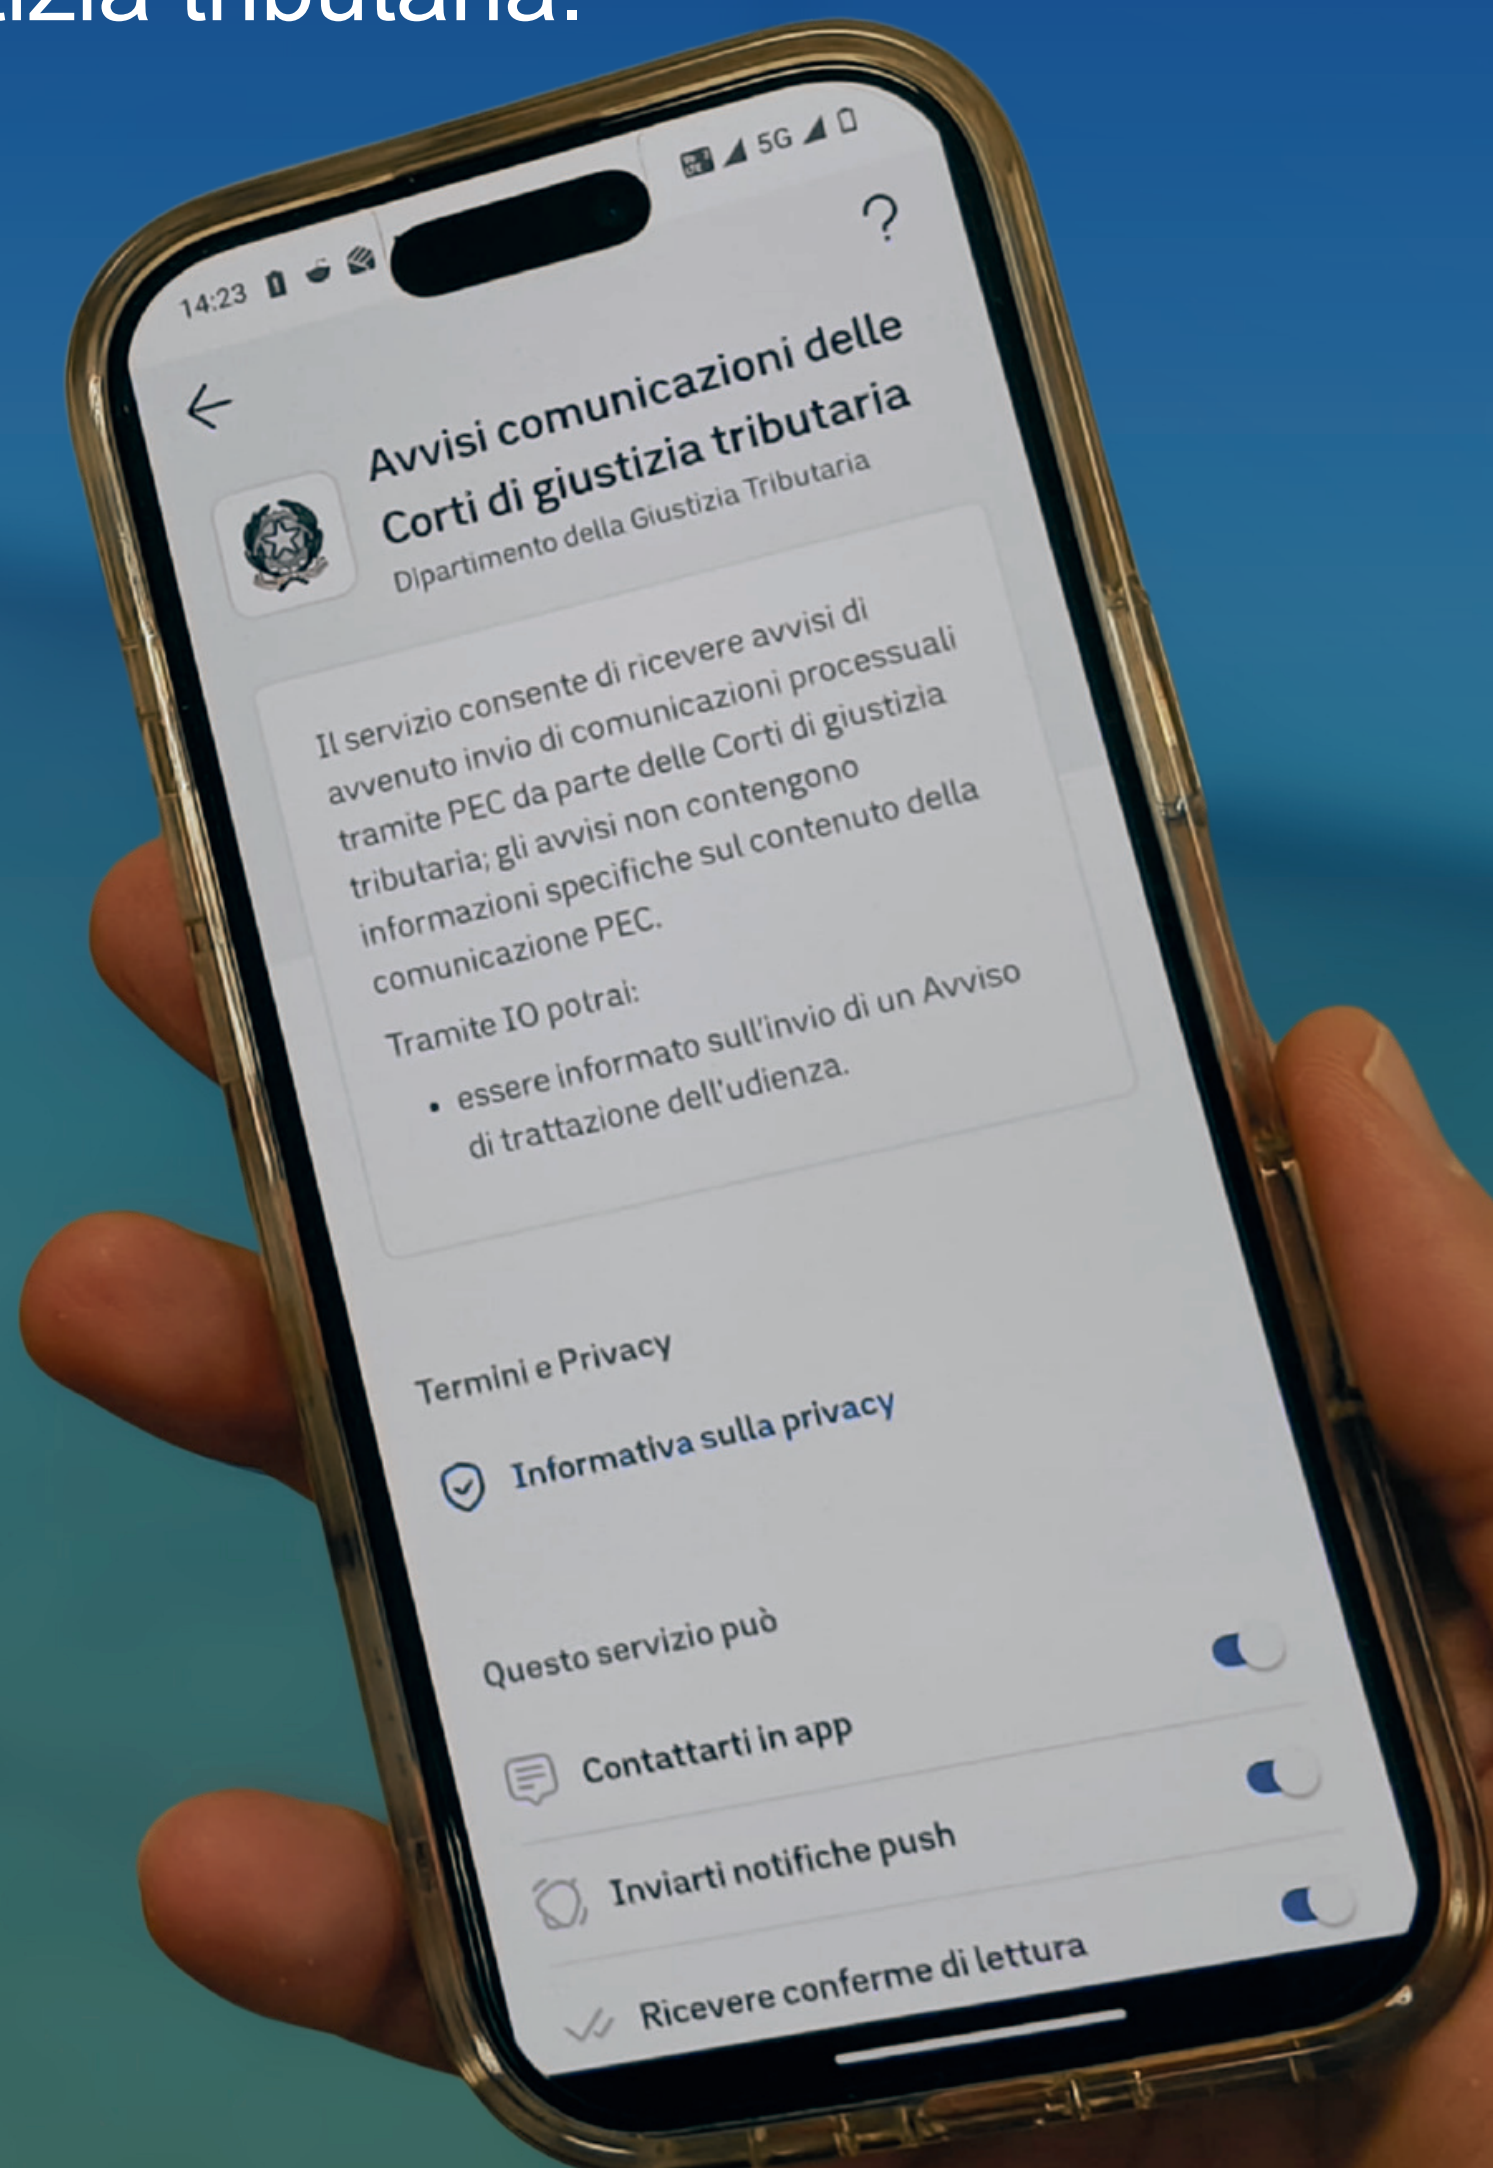 tizia tributaria.
14:23
5G
?
Avvisi comunicazioni delle
Corti di giustizia tributaria
Dipartimento della Giustizia Tributaria
Il servizio consente di ricevere avvisi di
avvenuto invio di comunicazioni processuali
tramite PEC da parte delle Corti di giustizia
tributaria; gli avvisi non contengono
informazioni specifiche sul contenuto della
comunicazione PEC.
Tramite IO potrai:
• essere informato sull'invio di un Avviso
di trattazione dell'udienza.
Termini e Privacy
Informativa sulla privacy
Questo servizio può
Contattarti in app
Inviarti notifiche push
Ricevere conferme di lettura